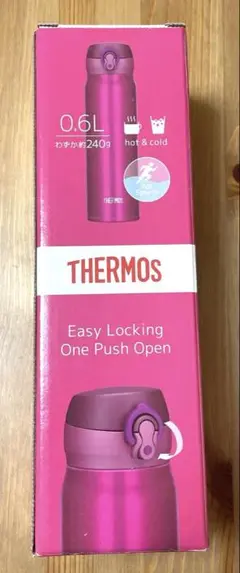 0.6L
わずか約240g
hot & cold
THERMOS
THERMOS
Easy Locking
One Push Open